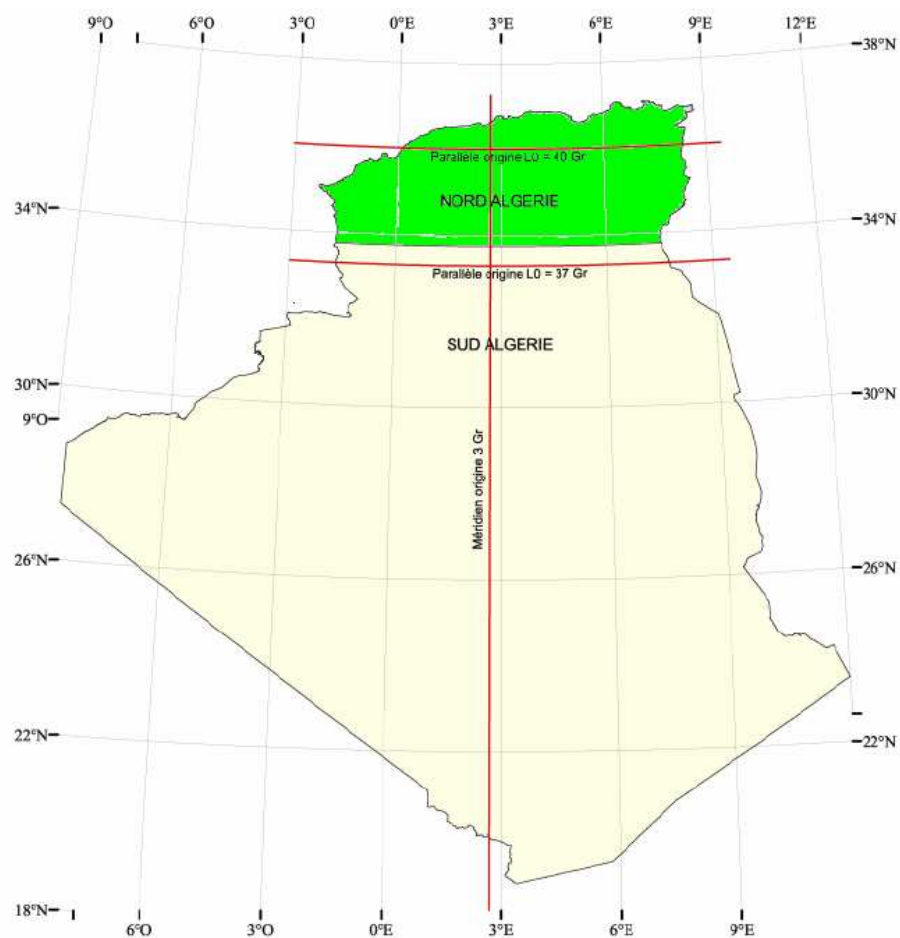 9°O 6°O 3°O 0°E 3°E 6°E 9°E 12°E
38°N
Parallèle origine L0 = 40 Gr
NORD ALGERIE
34°N 34°N
Parallèle origine L0 = 37 Gr
SUD ALGERIE
30°N 30°N
9°O
Méridien origine 3 Gr
26°N 26°N
22°N 22°N
18°N
6°O 3°O 0°E 3°E 6°E 9°E